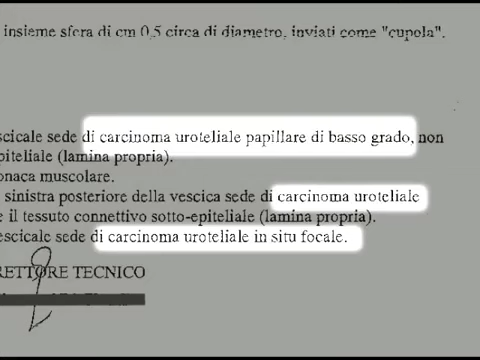 insieme sfera di cm 0,5 circa di diametro, inviati come "cupola".
scicale sede di carcinoma uroteliale papillare di basso grado, non
piteliale (lamina propria).
onaca muscolare.
sinistra posteriore della vescica sede di carcinoma uroteliale
e il tessuto connettivo sotto-epiteliale (lamina propria).
escicale sede di carcinoma uroteliale in situ focale.
RETTORE TECNICO